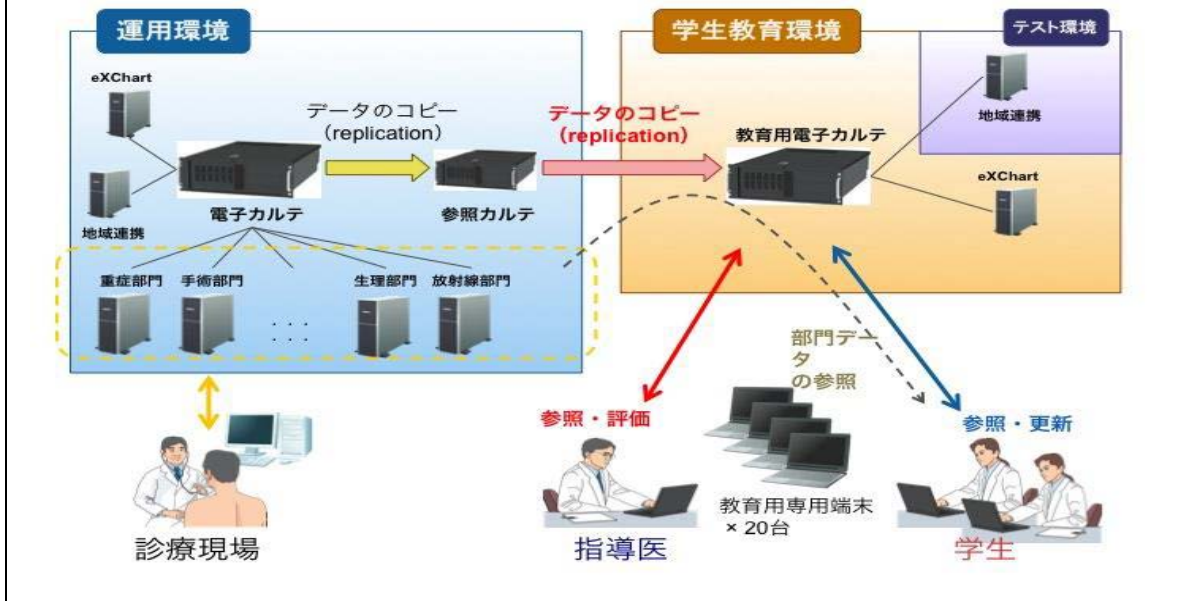 運用環境
学生教育環境
テスト環境
eXChart
地域連携
データのコピー
（replication）
データのコピー
（replication）
教育用電子カルテ
地域連携
eXChart
電子カルテ
参照カルテ
重症部門
手術部門
・・・
・・・
生理部門
放射線部門
部門デー
タ
の参照
参照・評価
参照・更新
教育用専用端末
× 20台
診療現場
指導医
学生